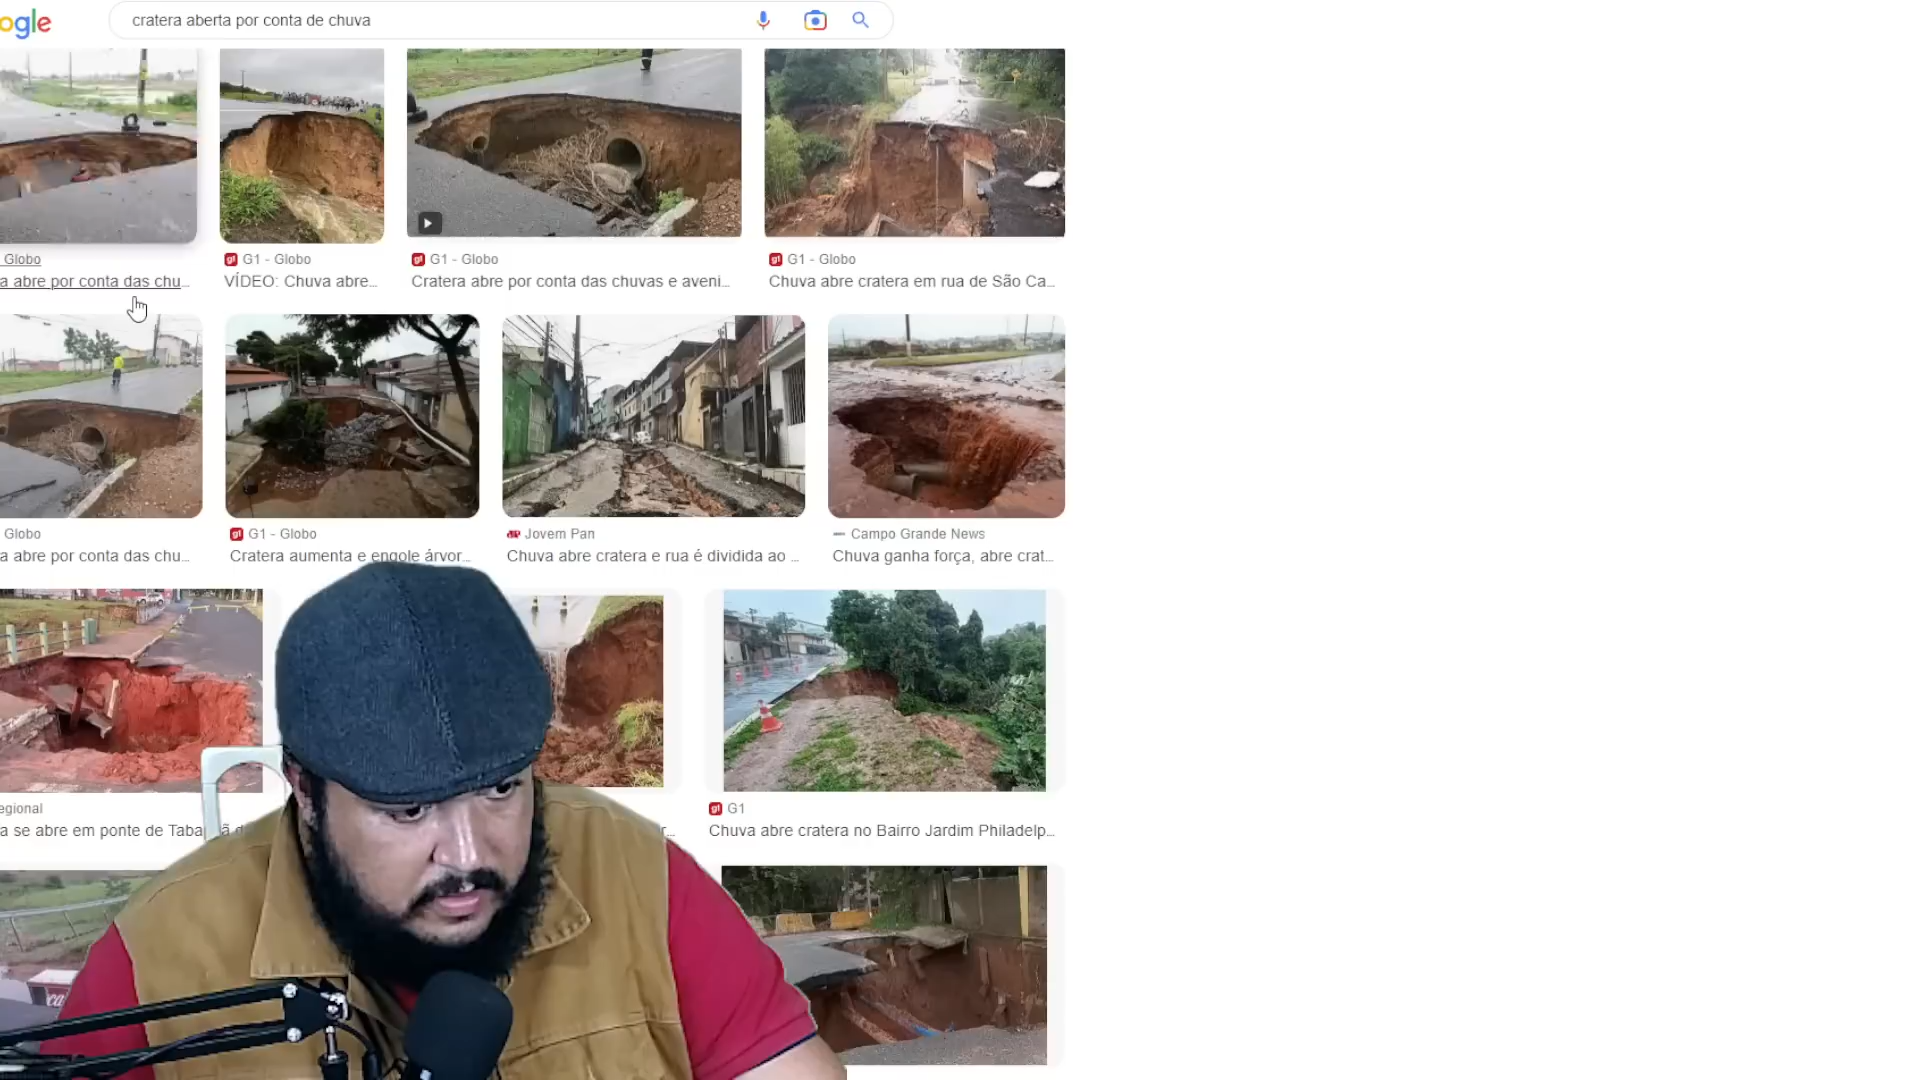 ogle
cratera aberta por conta de chuva
Globo
G1 - Globo
G1 - Globo
G1 - Globo
a abre por conta das chu...
VÍDEO: Chuva abre...
Cratera abre por conta das chuvas e aveni...
Chuva abre cratera em rua de São Ca...
Globo
G1 - Globo
Jovem Pan
Campo Grande News
a abre por conta das chu...
Cratera aumenta e engole árvor...
Chuva abre cratera e rua é dividida ao ...
Chuva ganha força, abre crat...
egional
G1
a se abre em ponte de Taba
ã d
r...
Chuva abre cratera no Bairro Jardim Philadelp...